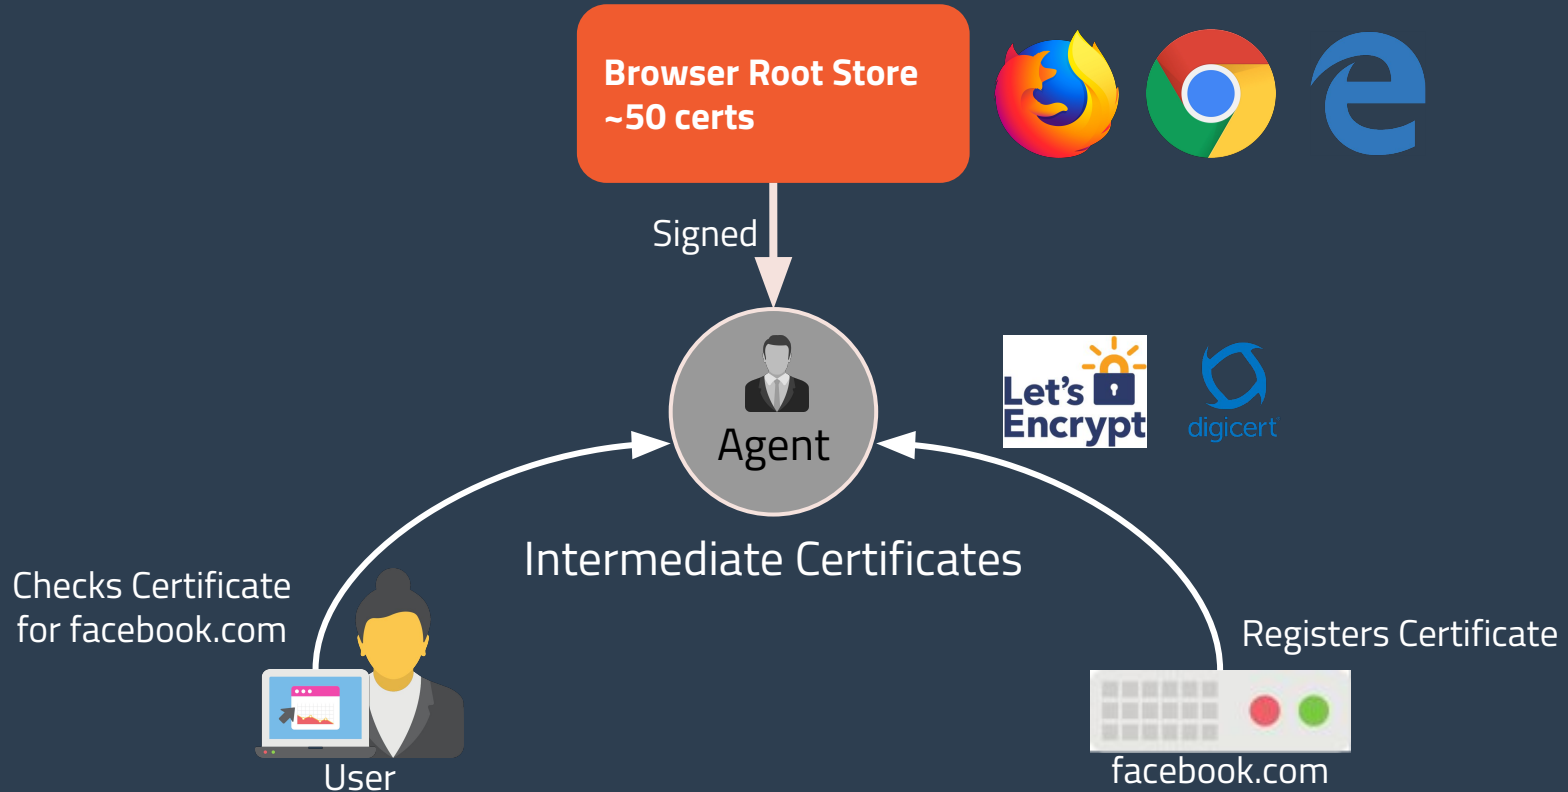 Browser Root Store
~50 certs
Signed
Let's
Encrypt
digicert
Agent
Intermediate Certificates
Checks Certificate
for facebook.com
Registers Certificate
User
facebook.com